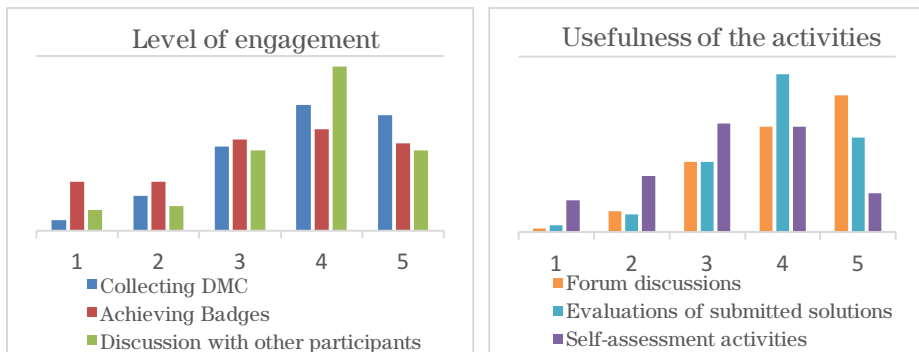 Level of engagement
1 2 3 4 5
Collecting DMC
Achieving Badges
Discussion with other participants
Usefulness of the activities
1 2 3 4 5
Forum discussions
Evaluations of submitted solutions
Self-assessment activities